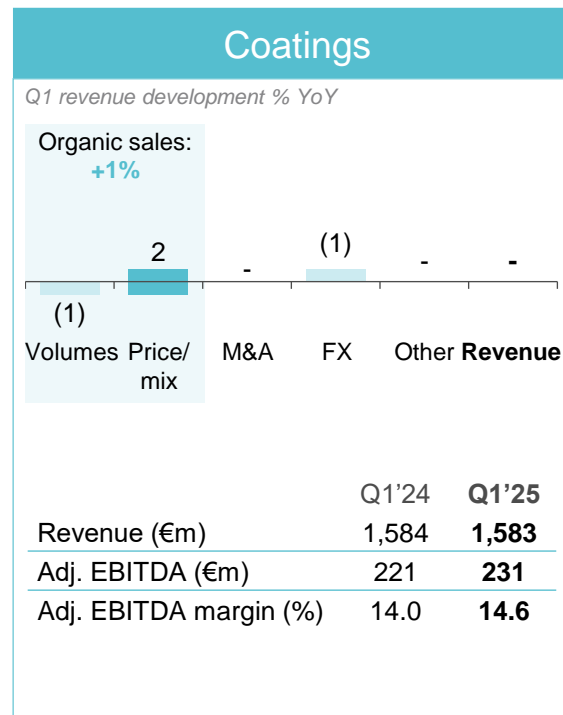 Coatings
Q1 revenue development % YoY
Organic sales:
+1%
2
-
(1)
-
-
(1)
Volumes Price/ M&A FX Other Revenue
mix
Q1’24 Q1’25
Revenue (€m) 1,584 1,583
Adj. EBITDA (€m) 221 231
Adj. EBITDA margin (%) 14.0 14.6